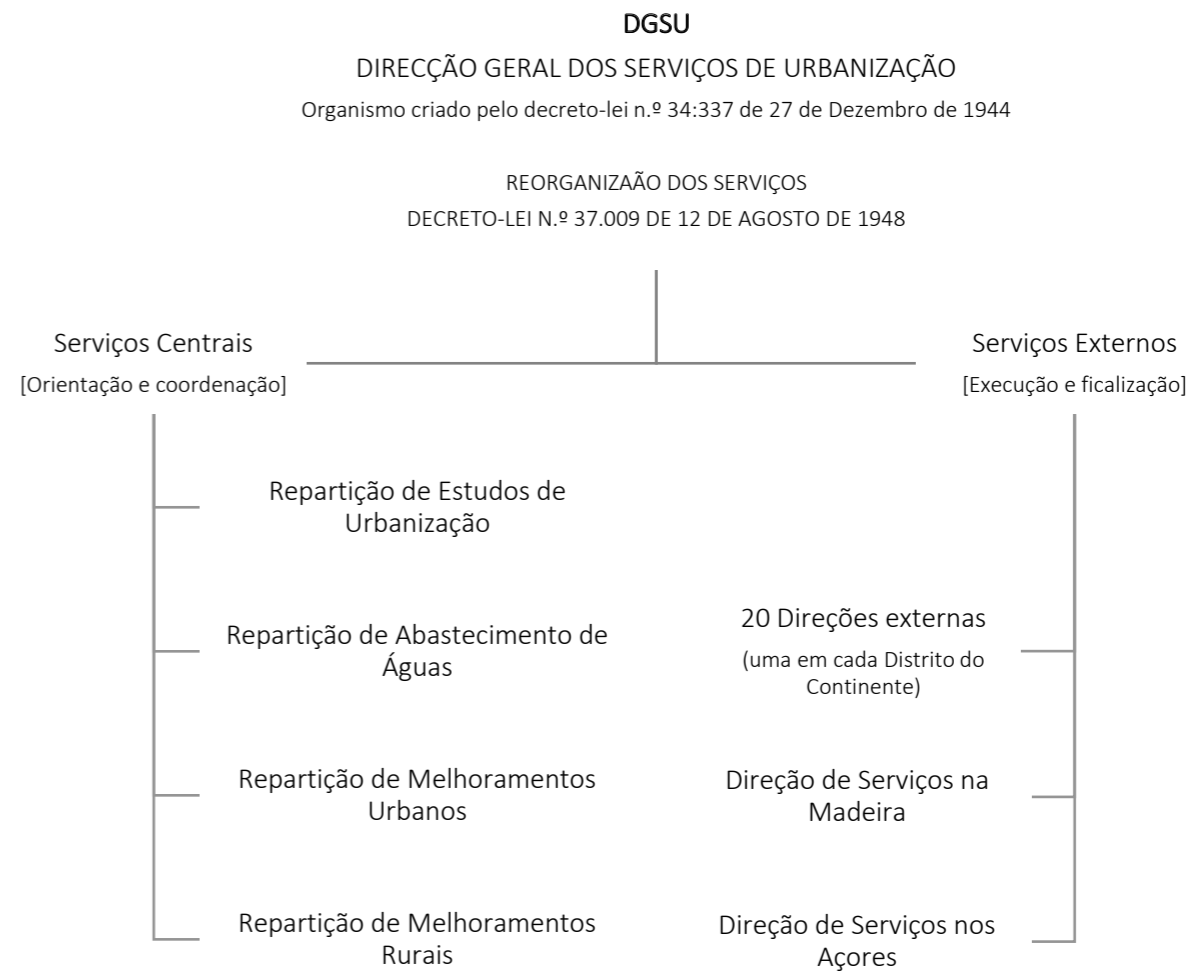 DGSU
DIRECÇÃO GERAL DOS SERVIÇOS DE URBANIZAÇÃO
Organismo criado pelo decreto-lei n.º 34:337 de 27 de Dezembro de 1944
REORGANIZAÃO DOS SERVIÇOS
DECRETO-LEI N.º 37.009 DE 12 DE AGOSTO DE 1948
Serviços Centrais
[Orientação e coordenação]
Repartição de Estudos de
Urbanização
Repartição de Abastecimento de
Águas
Repartição de Melhoramentos
Urbanos
Repartição de Melhoramentos
Rurais
Serviços Externos
[Execução e ficalização]
20 Direções externas
(uma em cada Distrito do
Continente)
Direção de Serviços na
Madeira
Direção de Serviços nos
Açores